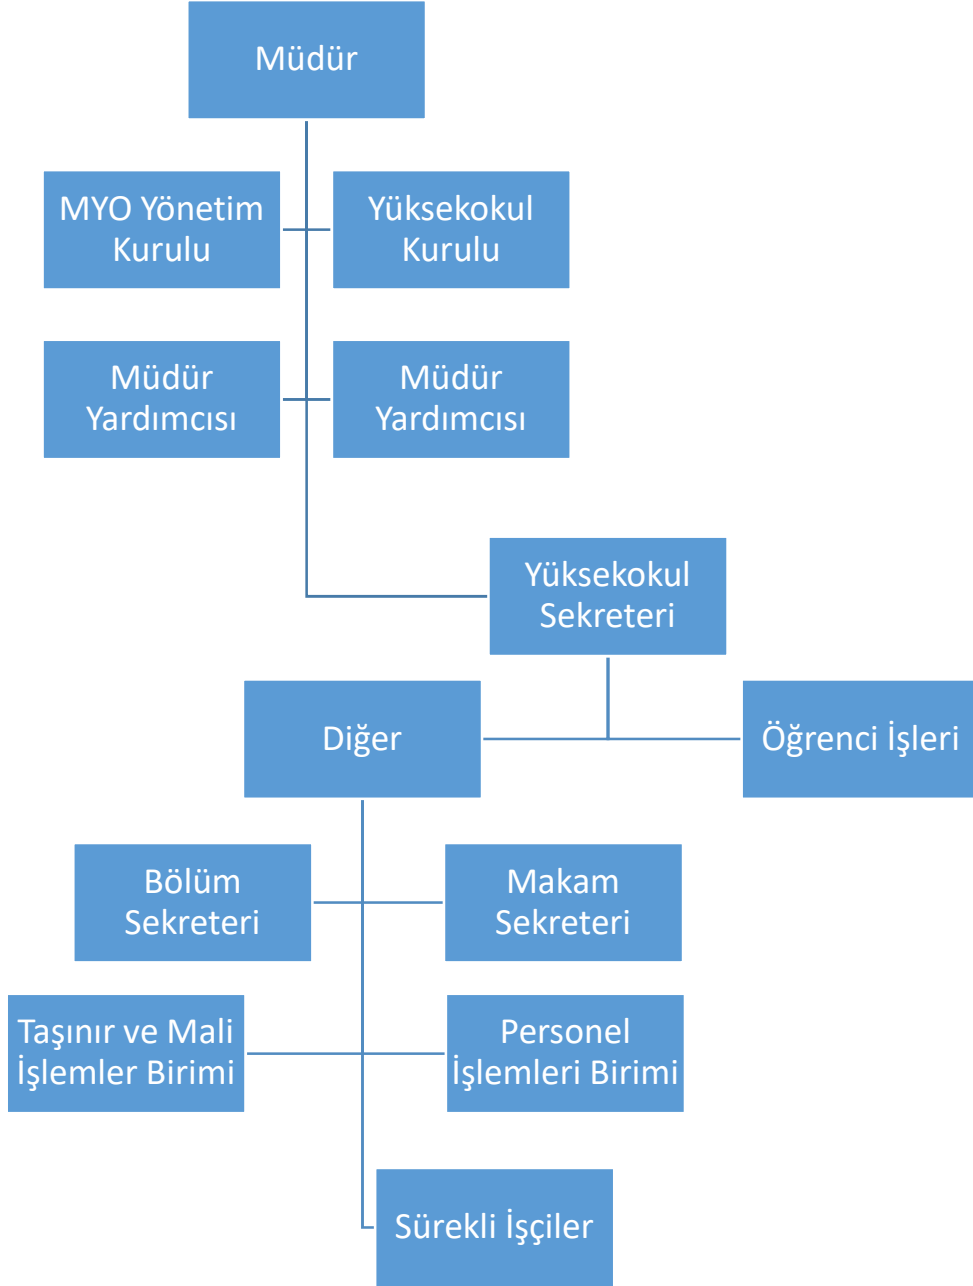 Müdür
MYO Yönetim
Kurulu
Yüksekokul
Kurulu
Müdür
Yardımcısı
Müdür
Yardımcısı
Yüksekokul
Sekreteri
Diğer
Öğrenci İşleri
Bölüm
Sekreteri
Makam
Sekreteri
Taşınır ve Mali
İşlemler Birimi
Personel
İşlemleri Birimi
Sürekli İşçiler